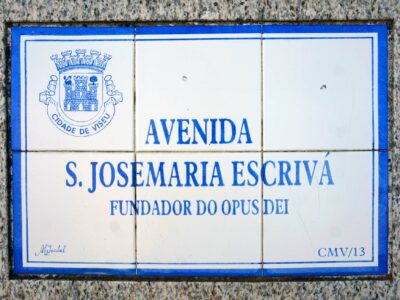 CIDADE DE VISEU
AVENIDA
S. JOSEMARIA ESCRIVÁ
FUNDADOR DO OPUS DEI
CMV/13